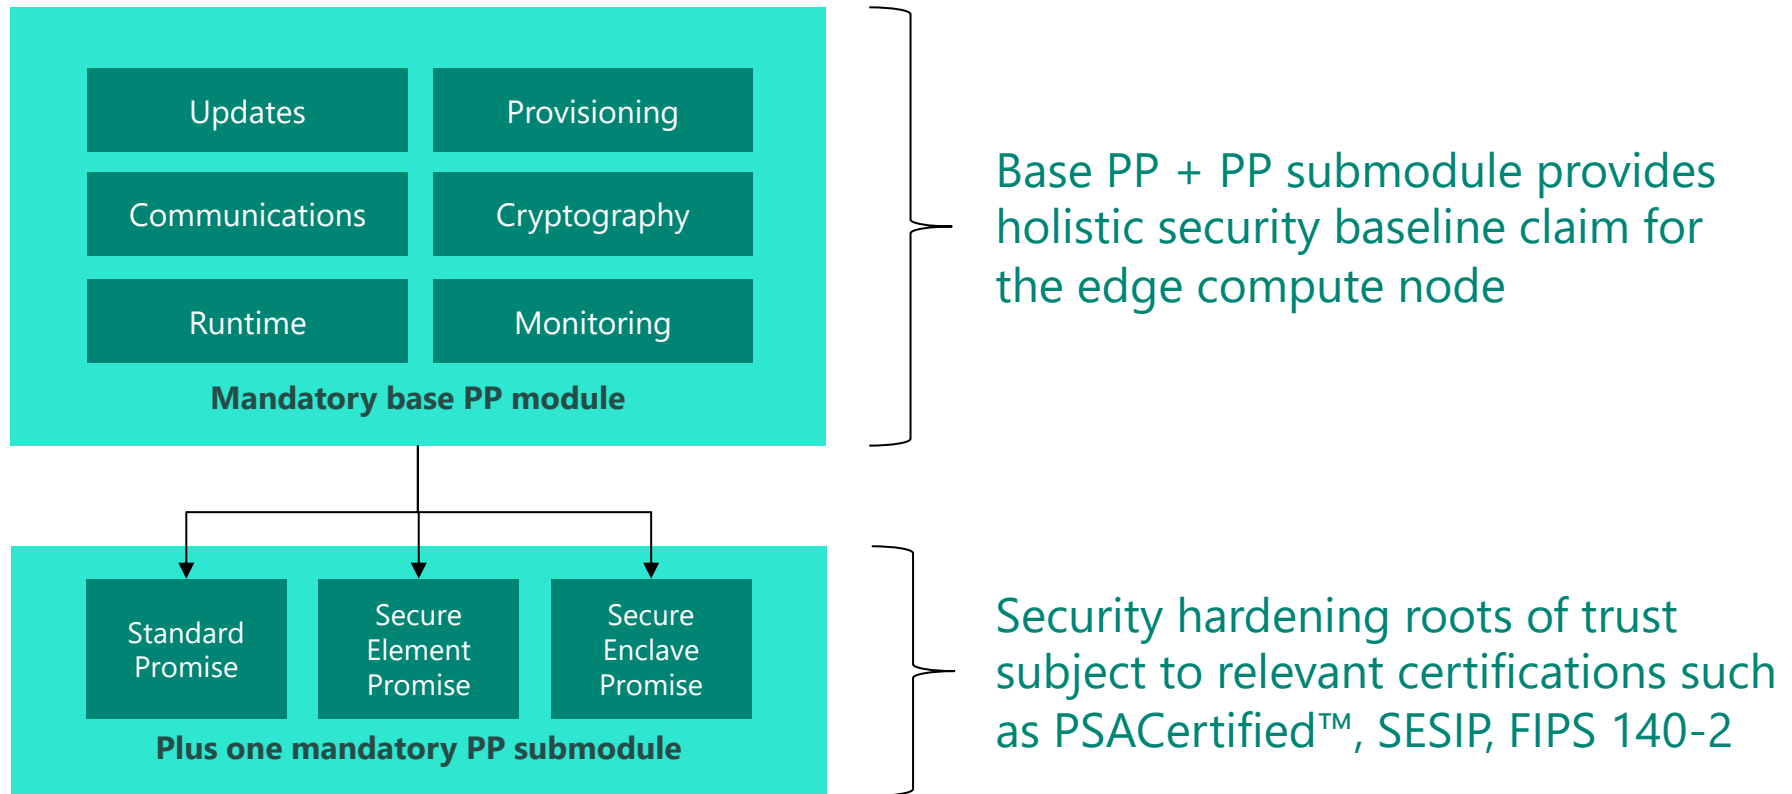 Updates
Provisioning
Communications
Cryptography
Runtime
Monitoring
Mandatory base PP module
Base PP + PP submodule provides
holistic security baseline claim for
the edge compute node
Standard
Promise
Secure
Element
Promise
Secure
Enclave
Promise
Plus one mandatory PP submodule
Security hardening roots of trust
subject to relevant certifications such
as PSACertified™, SESIP, FIPS 140-2